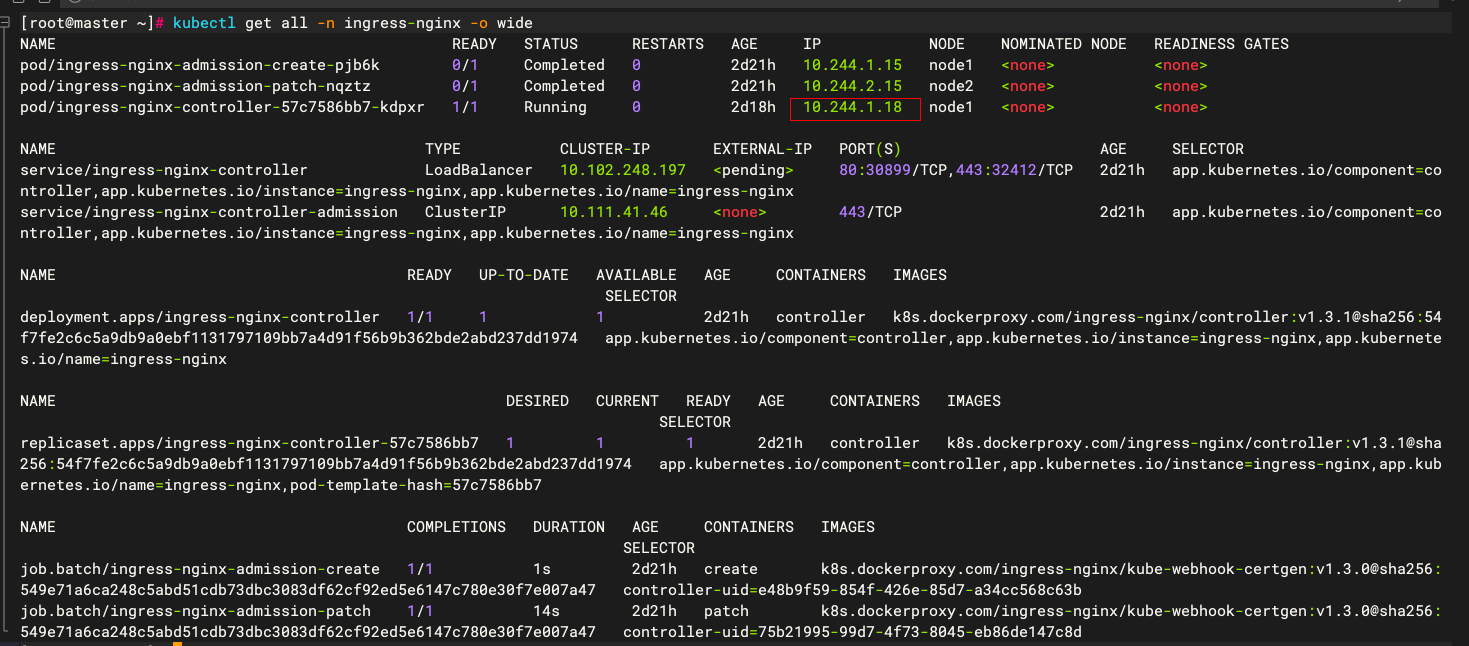 [root@master ~]# kubectl get all -n ingress-nginx -o wide
NAME READY STATUS RESTARTS AGE IP NODE NOMINATED NODE READINESS GATES
pod/ingress-nginx-admission-create-pjb6k 0/1 Completed 0 2d21h 10.244.1.15 node1 <none> <none>
pod/ingress-nginx-admission-patch-nqztz 0/1 Completed 0 2d21h 10.244.2.15 node2 <none> <none>
pod/ingress-nginx-controller-57c7586bb7-kdpxr 1/1 Running 0 2d18h 10.244.1.18 node1 <none> <none>
NAME TYPE CLUSTER-IP EXTERNAL-IP PORT(S) AGE SELECTOR
service/ingress-nginx-controller LoadBalancer 10.102.248.197 <pending> 80:30899/TCP,443:32412/TCP 2d21h app.kubernetes.io/component=co
ntroller,app.kubernetes.io/instance=ingress-nginx,app.kubernetes.io/name=ingress-nginx
service/ingress-nginx-controller-admission ClusterIP 10.111.41.46 <none> 443/TCP 2d21h app.kubernetes.io/component=co
ntroller,app.kubernetes.io/instance=ingress-nginx,app.kubernetes.io/name=ingress-nginx
NAME READY UP-TO-DATE AVAILABLE AGE CONTAINERS IMAGES
SELECTOR
deployment.apps/ingress-nginx-controller 1/1 1 1 2d21h controller k8s.dockerproxy.com/ingress-nginx/controller:v1.3.1@sha256:54
f7fe2c6c5a9db9a0ebf1131797109bb7a4d91f56b9b362bde2abd237dd1974 app.kubernetes.io/component=controller,app.kubernetes.io/instance=ingress-nginx,app.kubernete
s.io/name=ingress-nginx
NAME DESIRED CURRENT READY AGE CONTAINERS IMAGES
SELECTOR
replicaset.apps/ingress-nginx-controller-57c7586bb7 1 1 1 2d21h controller k8s.dockerproxy.com/ingress-nginx/controller:v1.3.1@sha
256:54f7fe2c6c5a9db9a0ebf1131797109bb7a4d91f56b9b362bde2abd237dd1974 app.kubernetes.io/component=controller,app.kubernetes.io/instance=ingress-nginx,app.kub
ernetes.io/name=ingress-nginx,pod-template-hash=57c7586bb7
NAME COMPLETIONS DURATION AGE CONTAINERS IMAGES
SELECTOR
job.batch/ingress-nginx-admission-create 1/1 1s 2d21h create k8s.dockerproxy.com/ingress-nginx/kube-webhook-certgen:v1.3.0@sha256:
549e71a6ca248c5abd51cdb73dbc3083df62cf92ed5e6147c780e30f7e007a47 controller-uid=e48b9f59-854f-426e-85d7-a34cc568c63b
job.batch/ingress-nginx-admission-patch 1/1 14s 2d21h patch k8s.dockerproxy.com/ingress-nginx/kube-webhook-certgen:v1.3.0@sha256:
549e71a6ca248c5abd51cdb73dbc3083df62cf92ed5e6147c780e30f7e007a47 controller-uid=75b21995-99d7-4f73-8045-eb86de147c8d